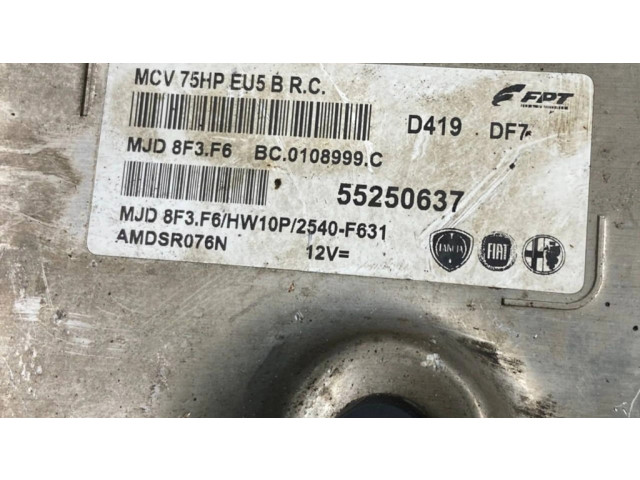 MCV 75HP EU5 B R.C.
FPT
D419 DF7-
MJD 8F3.F6 BC.0108999.C
55250637
MJD 8F3.F6/HW10P/2540-F631
AMDSR076N 12V=
LANCIA FIAT